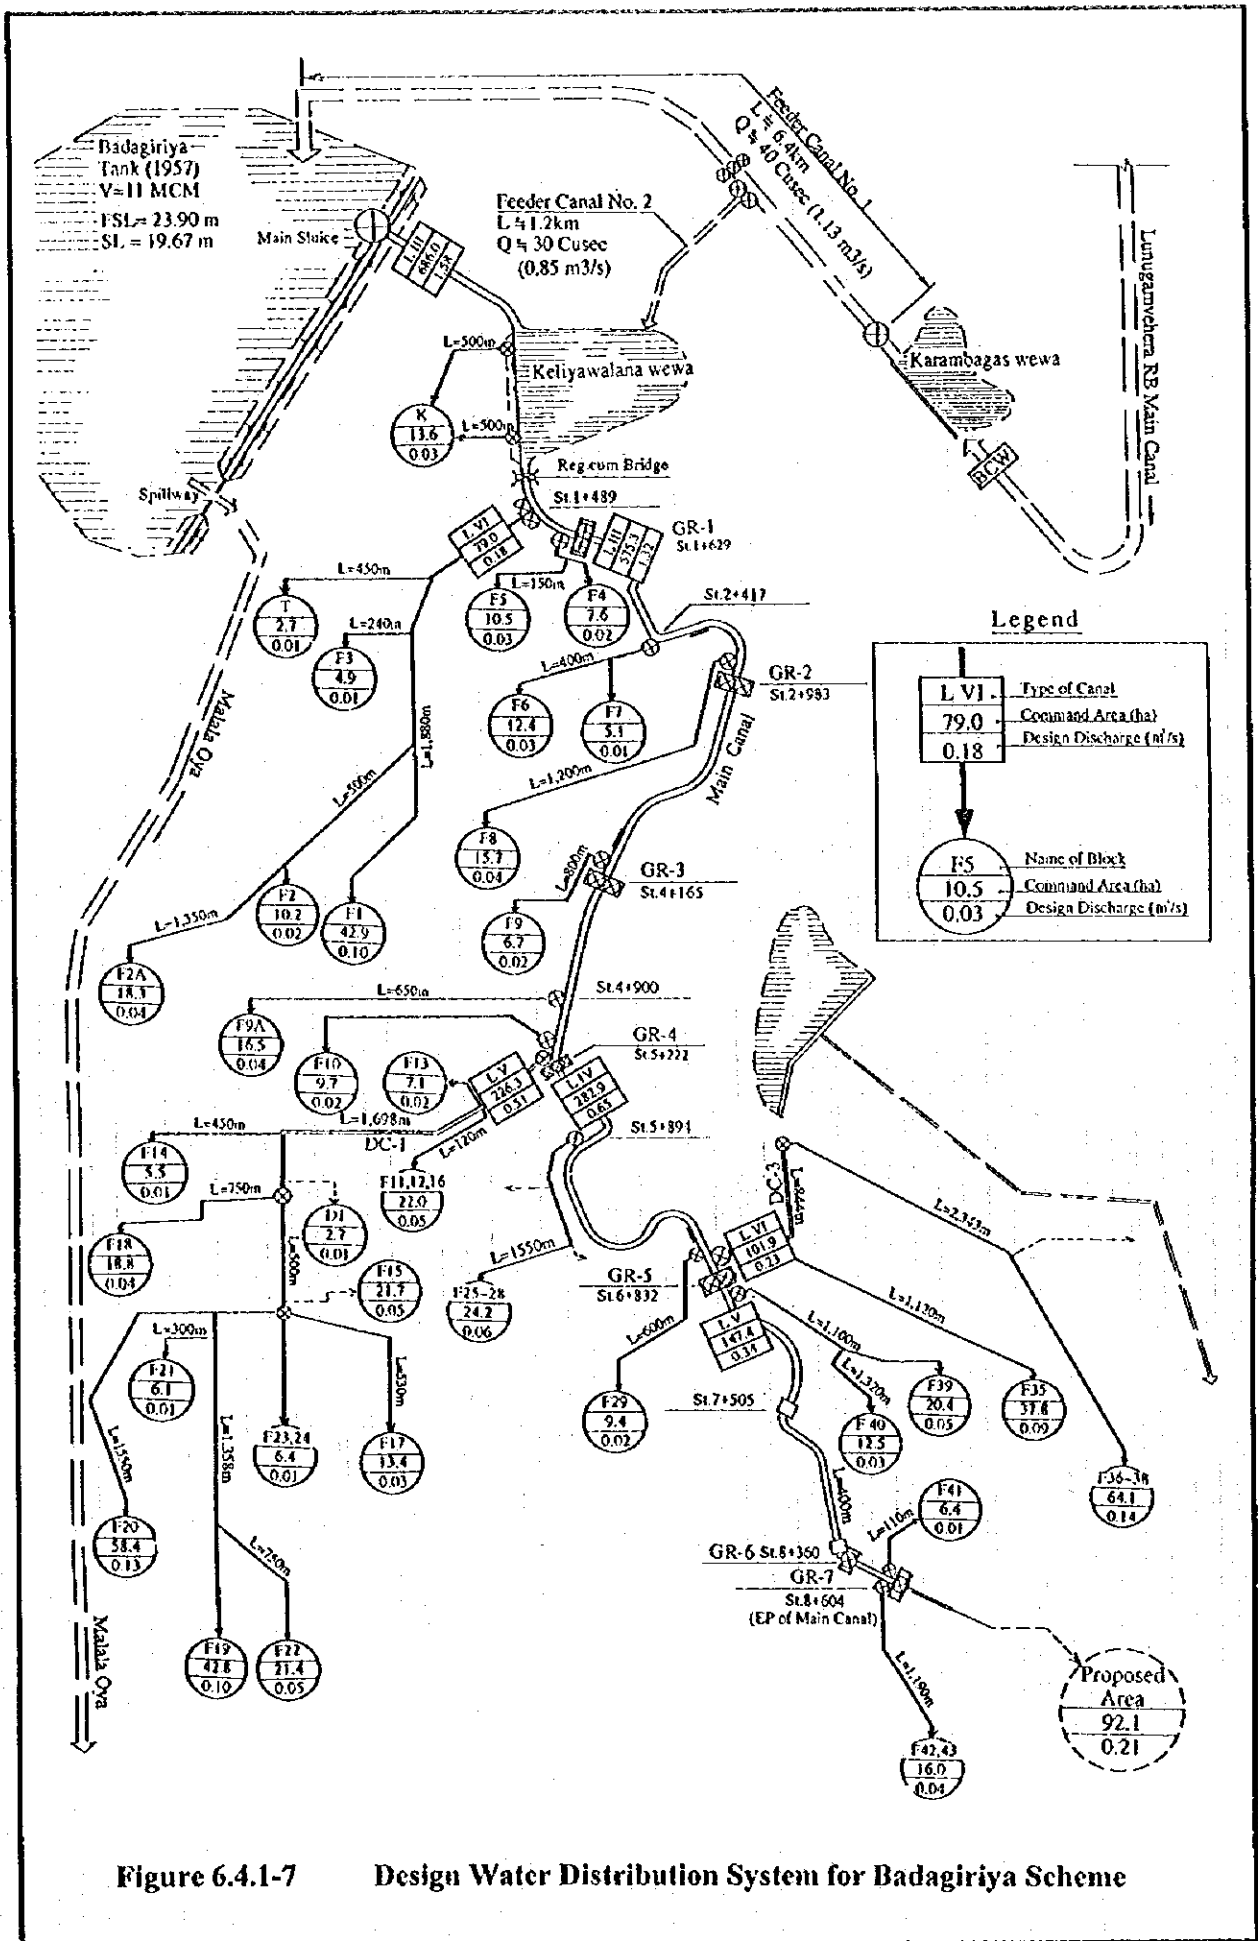 Badagiriya
Tank (1957)
V=11 MCM
FSL= 23.90 m
SL = 19.67 m
Main Sluice
L III
686.0
1.58
Feeder Canal No. 2
L ≒ 1.2km
Q ≒ 30 Cusec
(0.85 m3/s)
Feeder Canal No. 1
L ≒ 6.4km
Q ≒ 40 Cusec (1.13 m3/s)
Lunugamvehera RB Main Canal
Karambagas wewa
BCW
Keliyawalana wewa
L=500m
K
13.6
0.03
L=500m
Reg.cum Bridge
St.1+489
Spillway
L VI
79.0
0.18
L III
575.3
1.32
GR-1
St.1+629
L=450m
T
2.7
0.01
L=240m
F3
4.9
0.01
L=150m
F5
10.5
0.03
F4
7.6
0.02
St.2+417
L=400m
F6
12.4
0.03
F7
5.1
0.01
GR-2
St.2+983
Main Canal
Malala Oya
L=1,880m
L=500m
L=1,200m
F8
15.7
0.04
L=800m
GR-3
St.4+165
F9
6.7
0.02
L=1,350m
F2
10.2
0.02
F1
42.9
0.10
F2A
18.3
0.04
Legend
L VI
79.0
0.18
Type of Canal
Command Area (ha)
Design Discharge (m³/s)
F5
10.5
0.03
Name of Block
Command Area (ha)
Design Discharge (m³/s)
L=650m
St.4+900
F9A
16.5
0.04
F10
9.7
0.02
F13
7.1
0.02
GR-4
St.5+222
L V
226.3
0.51
L IV
282.9
0.65
L=450m
L=1,698m
DC-1
L=120m
St.5+894
F14
5.5
0.01
F11,12,16
22.0
0.05
L=750m
D1
2.7
0.01
F18
18.8
0.04
L=500m
F15
21.7
0.05
L=1550m
F25-28
24.2
0.06
DC-3
L=944m
L=2,343m
L VI
101.9
0.23
GR-5
St.6+832
L V
147.4
0.34
L=600m
L=1,120m
L=1,100m
L=1,320m
F29
9.4
0.02
St.7+505
F40
12.5
0.03
F39
20.4
0.05
F35
37.8
0.09
F36-38
64.1
0.14
L=300m
F21
6.1
0.01
L=1550m
L=1,358m
L=530m
F23,24
6.4
0.01
F17
13.4
0.03
F20
58.4
0.13
L=750m
L=400m
F41
6.4
0.01
L=110m
GR-6 St.8+360
GR-7
St.8+604
(EP of Main Canal)
F19
42.8
0.10
F22
21.4
0.05
Malala Oya
L=1,190m
Proposed
Area
92.1
0.21
F42,43
16.0
0.04
Figure 6.4.1-7 Design Water Distribution System for Badagiriya Scheme